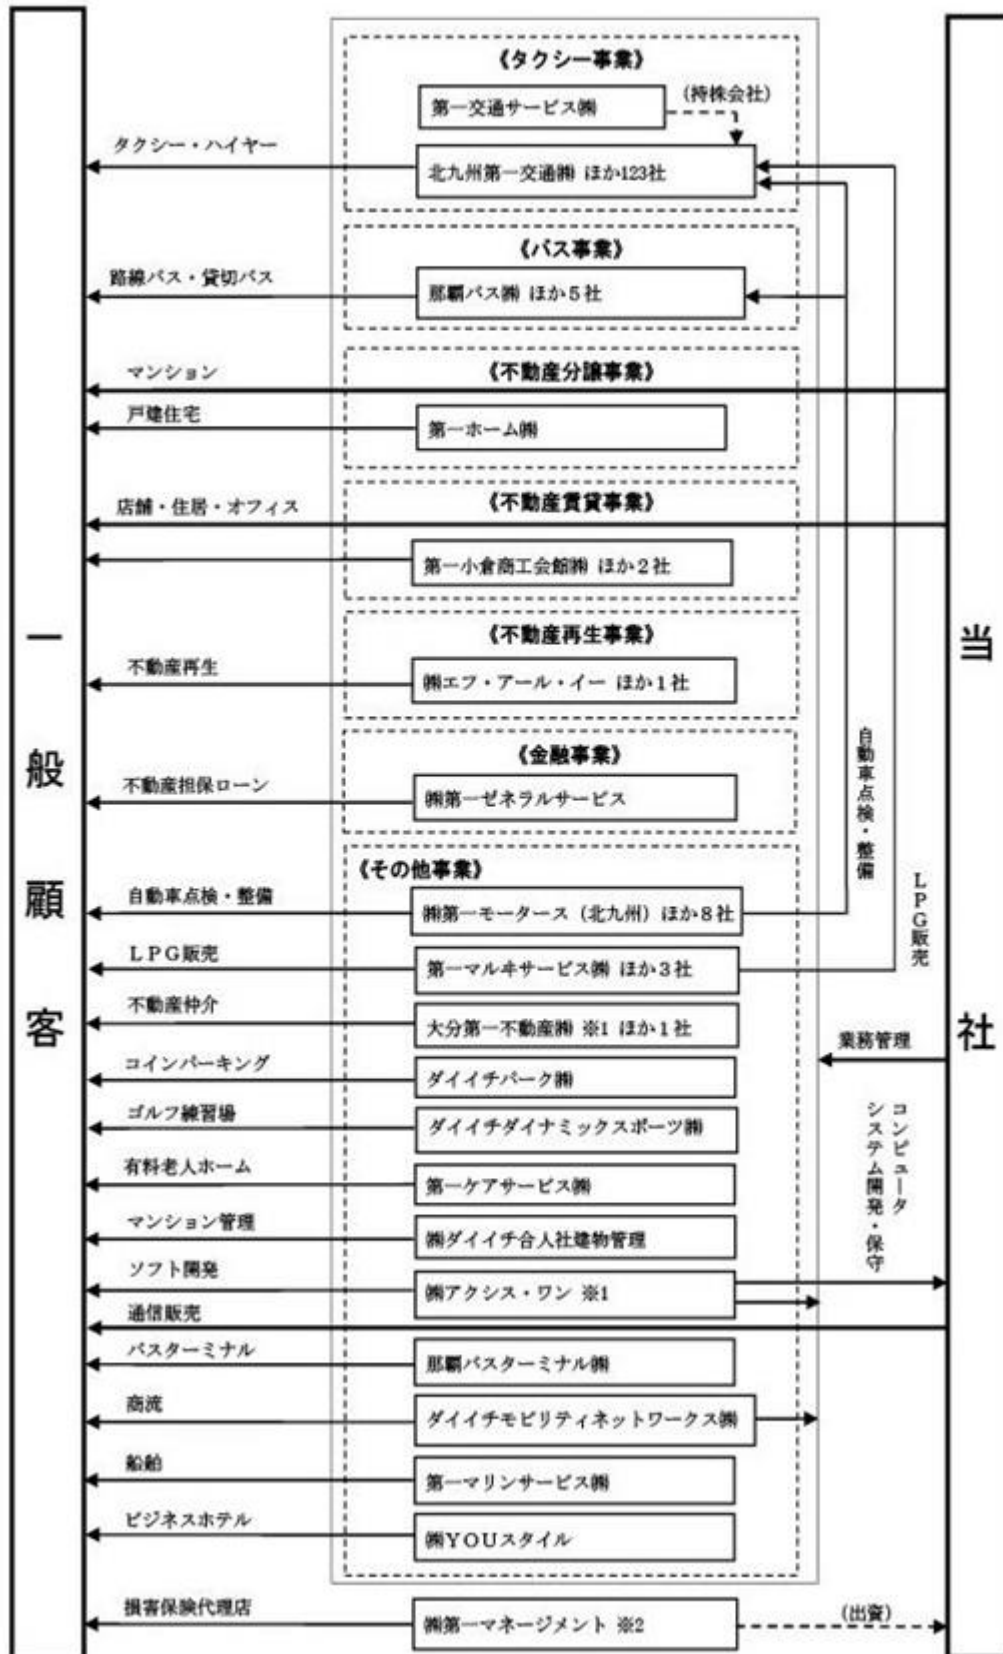 《タクシー事業》
第一交通サービス㈱
(持株会社)
タクシー・ハイヤー
北九州第一交通㈱ ほか123社
《バス事業》
路線バス・貸切バス
那覇バス㈱ ほか5社
《不動産分譲事業》
マンション
戸建住宅
第一ホーム㈱
《不動産賃貸事業》
店舗・住居・オフィス
第一小倉商工会館㈱ ほか2社
《不動産再生事業》
不動産再生
㈱エフ・アール・イー ほか1社
《金融事業》
不動産担保ローン
㈱第一ゼネラルサービス
《その他事業》
自動車点検・整備
㈱第一モータース（北九州）ほか8社
LPG販売
第一マルヰサービス㈱ ほか3社
不動産仲介
大分第一不動産㈱ ※1 ほか1社
コインパーキング
ダイイチパーク㈱
ゴルフ練習場
ダイイチダイナミックスポーツ㈱
有料老人ホーム
第一ケアサービス㈱
マンション管理
㈱ダイイチ合人社建物管理
ソフト開発
㈱アクシス・ワン ※1
通信販売
バスターミナル
那覇バスターミナル㈱
商流
ダイイチモビリティネットワークス㈱
船舶
第一マリンサービス㈱
ビジネスホテル
㈱YOUスタイル
損害保険代理店
㈱第一マネージメント ※2
(出資)
一般顧客
自動車点検・整備
LPG販売
業務管理
コンピュータ
システム開発・保守
当社